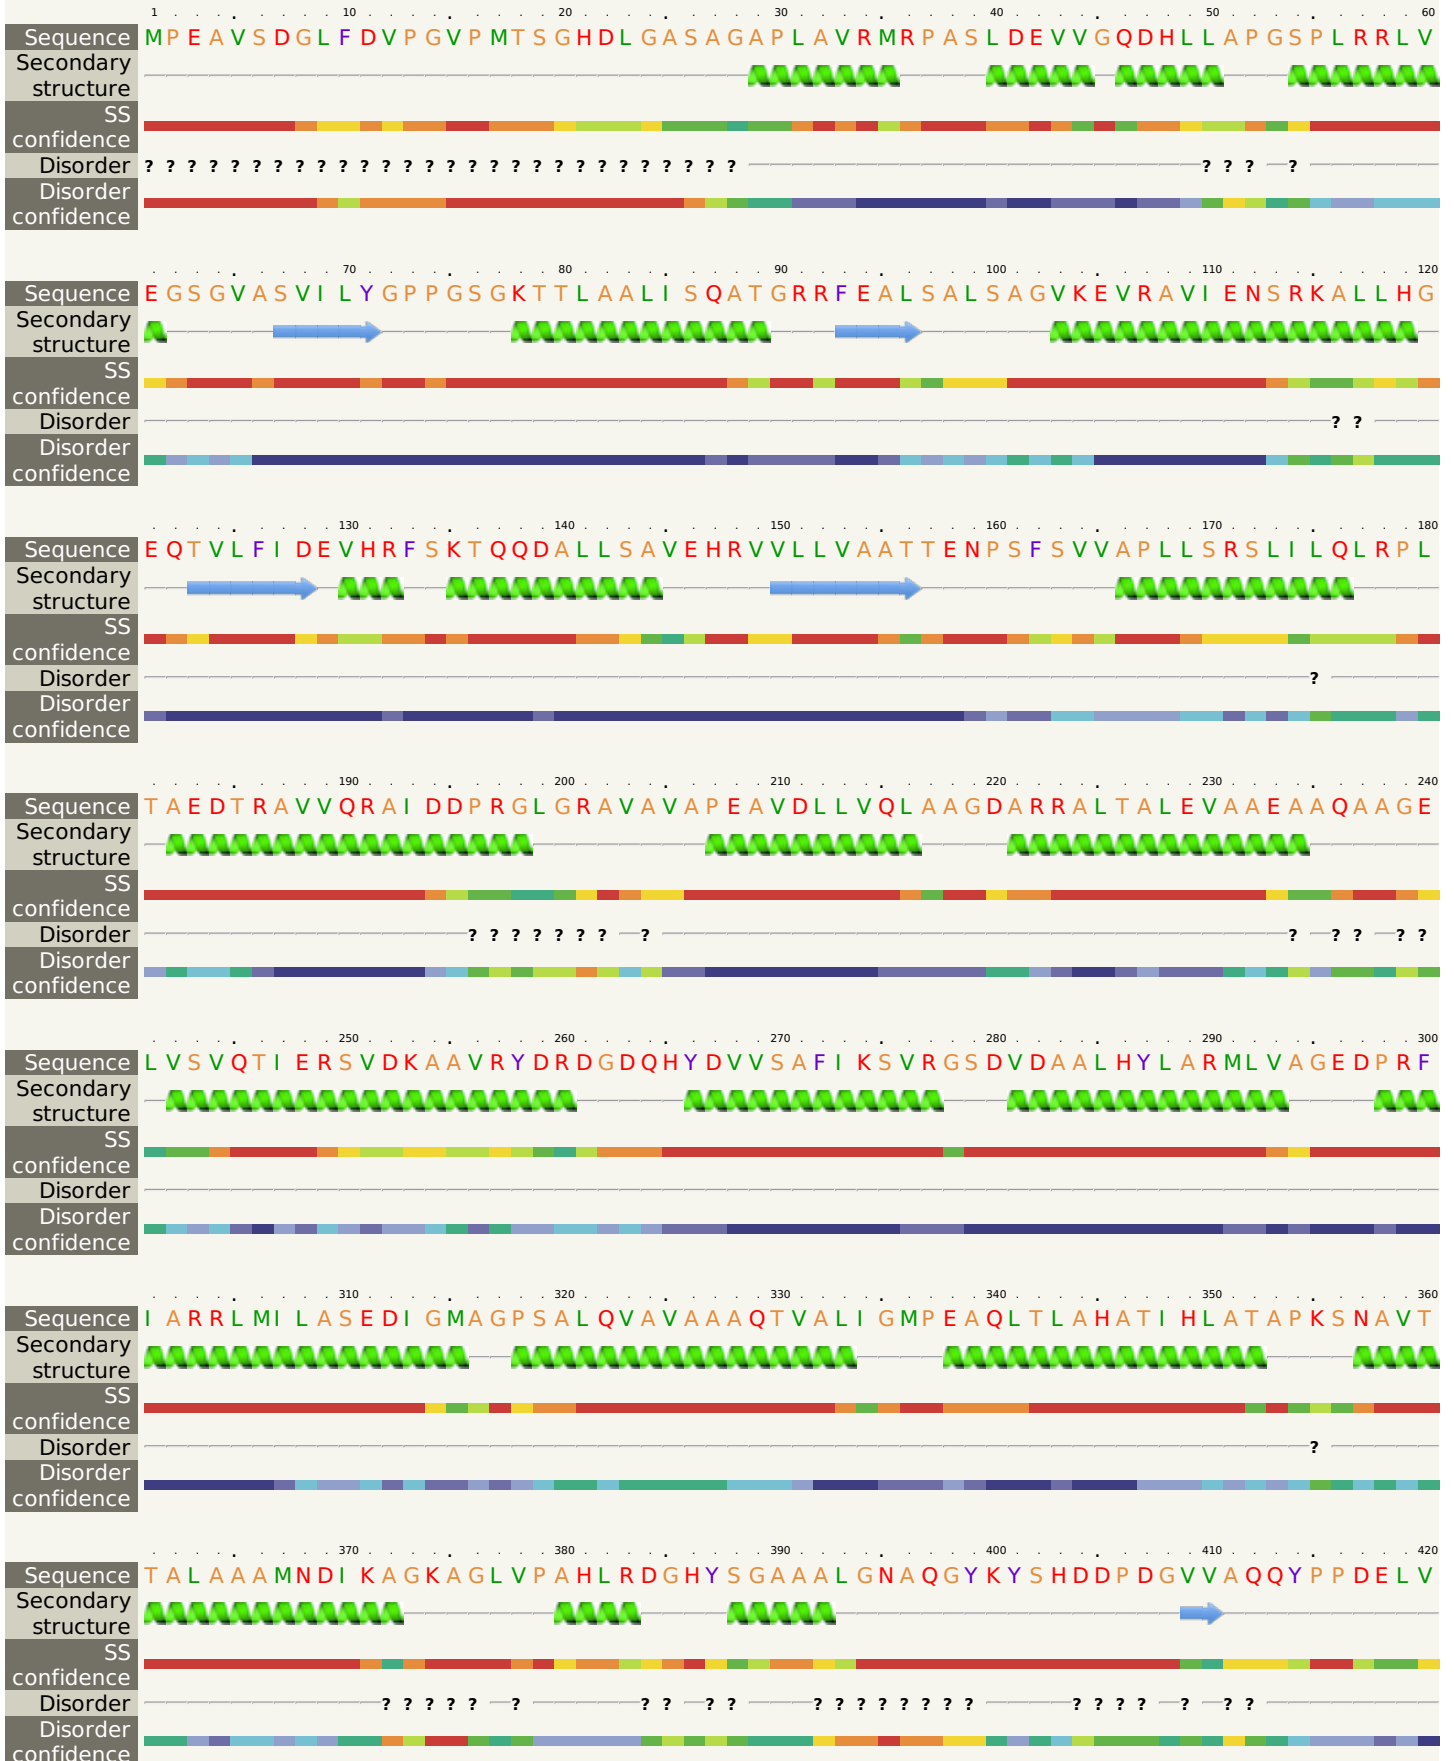 1 10 20 30 40 50 60
Sequence MPEAVSDGLFDVPGVPMTSGHDLGASAGAPLAVRMRPASLDEVVGQDHLLAPGSPLRRLV
Secondary
structure
SS
confidence
Disorder ? ? ? ? ? ? ? ? ? ? ? ? ? ? ? ? ? ? ? ? ? ? ? ? ? ? ? ? ? ? ? ?
Disorder
confidence
70 80 90 100 110 120
Sequence EGSGVASVILYGPPGSGKTTLAALISQATGRRFEALSALSAGVKEVRAVIENSRKALLHG
Secondary
structure
SS
confidence
Disorder ? ?
Disorder
confidence
130 140 150 160 170 180
Sequence EQTVLFIDEVHRFSKTQQDALLSAVEHRVVLLVAATTENPSFSVVAPLLSRSLILQLRPL
Secondary
structure
SS
confidence
Disorder ?
Disorder
confidence
190 200 210 220 230 240
Sequence TAEDTRAVVQRAIDDPRGLGRAVAVAPEAVDLLVQLAAGDARRALTALEVAAEAAQAAGE
Secondary
structure
SS
confidence
Disorder ? ? ? ? ? ? ? ? ? ? ? ? ?
Disorder
confidence
250 260 270 280 290 300
Sequence LVSVQTIERSVDKAAVRYDRDGDQHYDVVSAFIKSVRGSDVDAALHYLARMLVAGEDPRF
Secondary
structure
SS
confidence
Disorder
Disorder
confidence
310 320 330 340 350 360
Sequence IARRLMILASEDIGMAGPSALQVAVAAAQTVALIGMPEAQLTLAHATIHLATAPKSNAVT
Secondary
structure
SS
confidence
Disorder ?
Disorder
confidence
370 380 390 400 410 420
Sequence TALAAAMNDIKAGKAGLVPAHLRDGHYSGAAALGNAQGYKYSHDDPDGVVAQQYPPDELV
Secondary
structure
SS
confidence
Disorder ? ? ? ? ? ? ? ? ? ? ? ? ? ? ? ? ? ? ? ? ? ? ? ? ?
Disorder
confidence